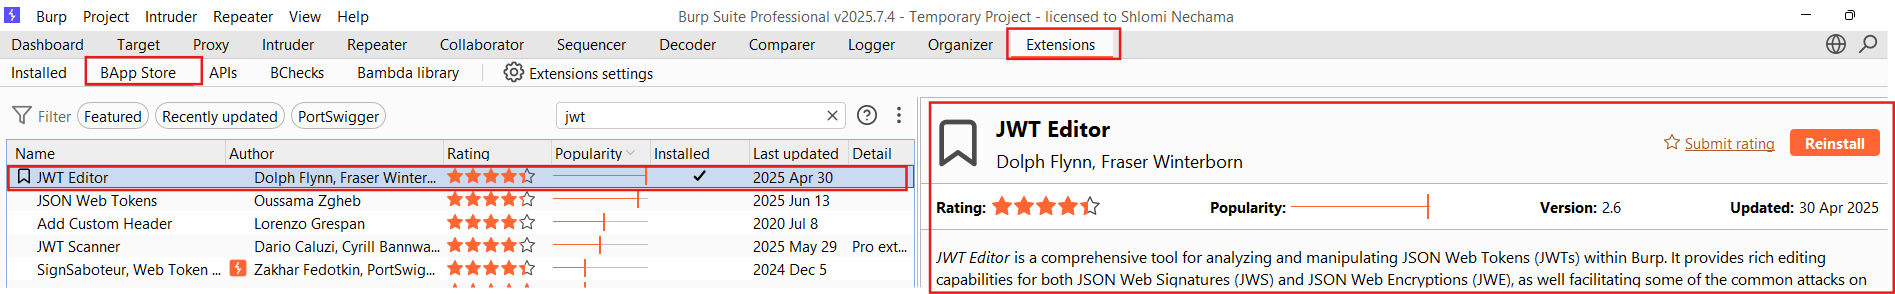 Burp Project Intruder Repeater View Help
Burp Suite Professional v2025.7.4 - Temporary Project - licensed to Shlomi Nechama
Dashboard Target Proxy Intruder Repeater Collaborator Sequencer Decoder Comparer Logger Organizer Extensions
Installed BApp Store APIs BChecks Bambda library Extensions settings
Filter Featured Recently updated PortSwigger jwt
Name Author Rating Popularity Installed Last updated Detail
JWT Editor Dolph Flynn, Fraser Winter... 2025 Apr 30
JSON Web Tokens Oussama Zgheb 2025 Jun 13
Add Custom Header Lorenzo Grespan 2020 Jul 8
JWT Scanner Dario Caluzi, Cyrill Bannwa... 2025 May 29 Pro ext...
SignSaboteur, Web Token ... Zakhar Fedotkin, PortSwig... 2024 Dec 5
JWT Editor
Dolph Flynn, Fraser Winterborn
Submit rating Reinstall
Rating: Popularity: Version: 2.6 Updated: 30 Apr 2025
JWT Editor is a comprehensive tool for analyzing and manipulating JSON Web Tokens (JWTs) within Burp. It provides rich editing
capabilities for both JSON Web Signatures (JWS) and JSON Web Encryptions (JWE), as well facilitating some of the common attacks on